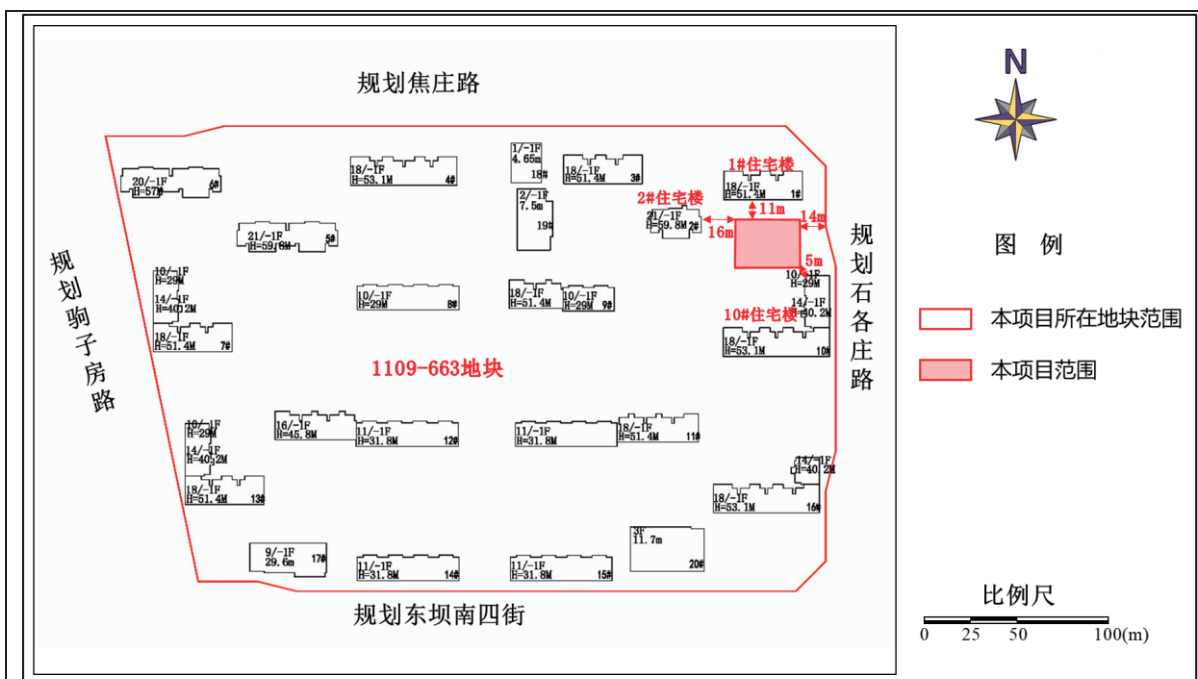 N
规划焦庄路
1/-1F
4.65m
18#
18/-1F
H=53.1M
4#
18/-1F
H=51.4M
3#
1#住宅楼
18/-1F
H=51.4M
1#
20/-1F
H=57M
6#
2/-1F
7.5m
19#
2#住宅楼
21/-1F
H=59.8M
2#
11m
16m
14m
21/-1F
H=59.8M
5#
图 例
规划石各庄路
规划驹子房路
5m
10/-1F
H=29M
14/-1F
H=40.2M
18/-1F
H=51.4M
7#
10/-1F
H=29M
8#
18/-1F
H=51.4M
10/-1F
H=29M
9#
10/-1F
H=29M
14/-1F
H=40.2M
10#住宅楼
18/-1F
H=53.1M
10#
本项目所在地块范围
本项目范围
1109-663地块
10/-1F
H=29M
14/-1F
H=40.2M
18/-1F
H=51.4M
13#
16/-1F
H=45.8M
11/-1F
H=31.8M
12#
11/-1F
H=31.8M
18/-1F
H=51.4M
11#
14/-1F
H=40.2M
18/-1F
H=53.1M
16#
9/-1F
29.6m
17#
11/-1F
H=31.8M
14#
11/-1F
H=31.8M
15#
3F
11.7m
20#
规划东坝南四街
比例尺
0 25 50 100(m)